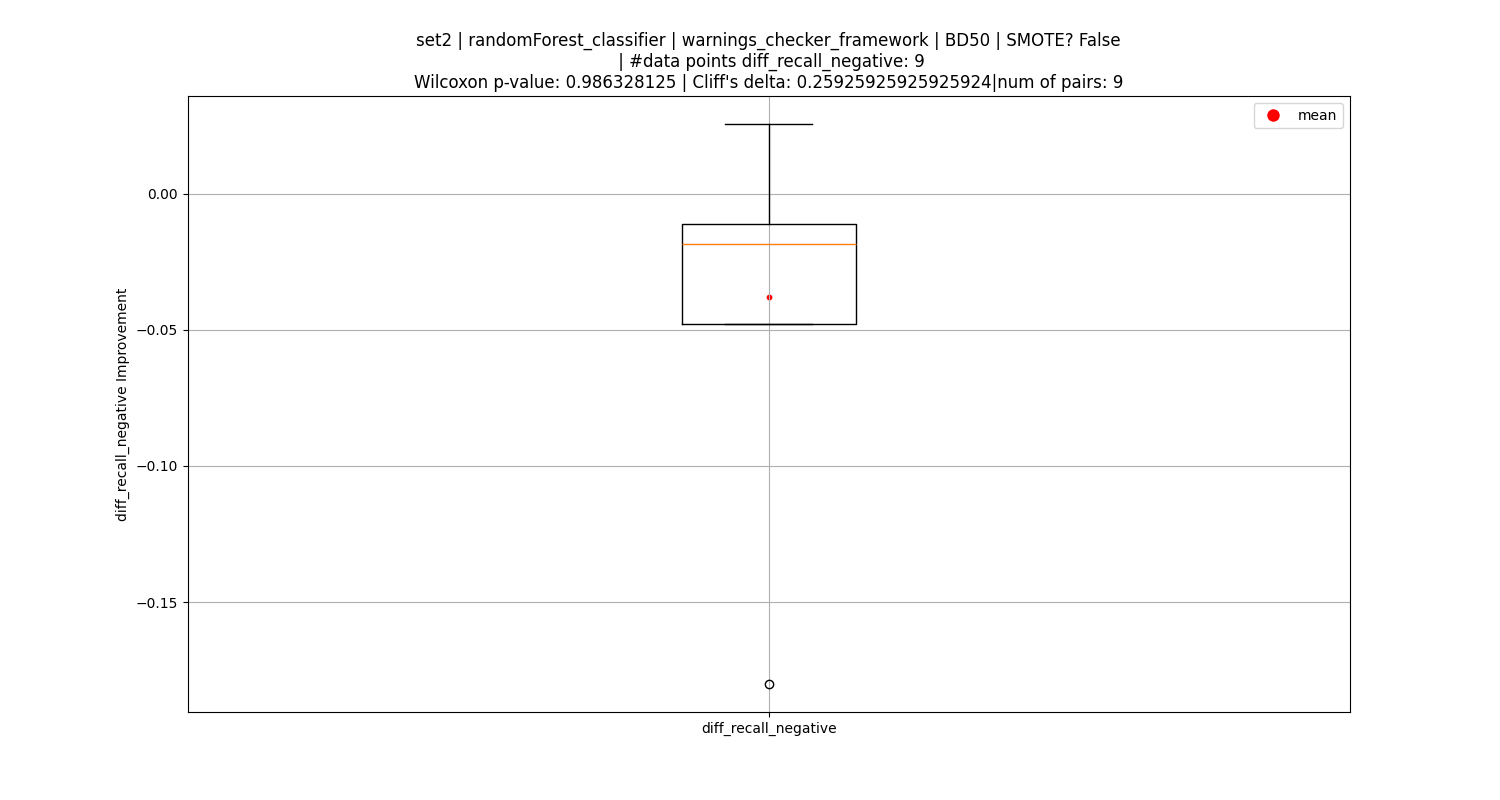 set2 | randomForest_classifier | warnings_checker_framework | BD50 | SMOTE? False
| #data points diff_recall_negative: 9
Wilcoxon p-value: 0.986328125 | Cliff's delta: 0.25925925925925924|num of pairs: 9
mean
0.00
−0.05
−0.10
−0.15
diff_recall_negative Improvement
diff_recall_negative